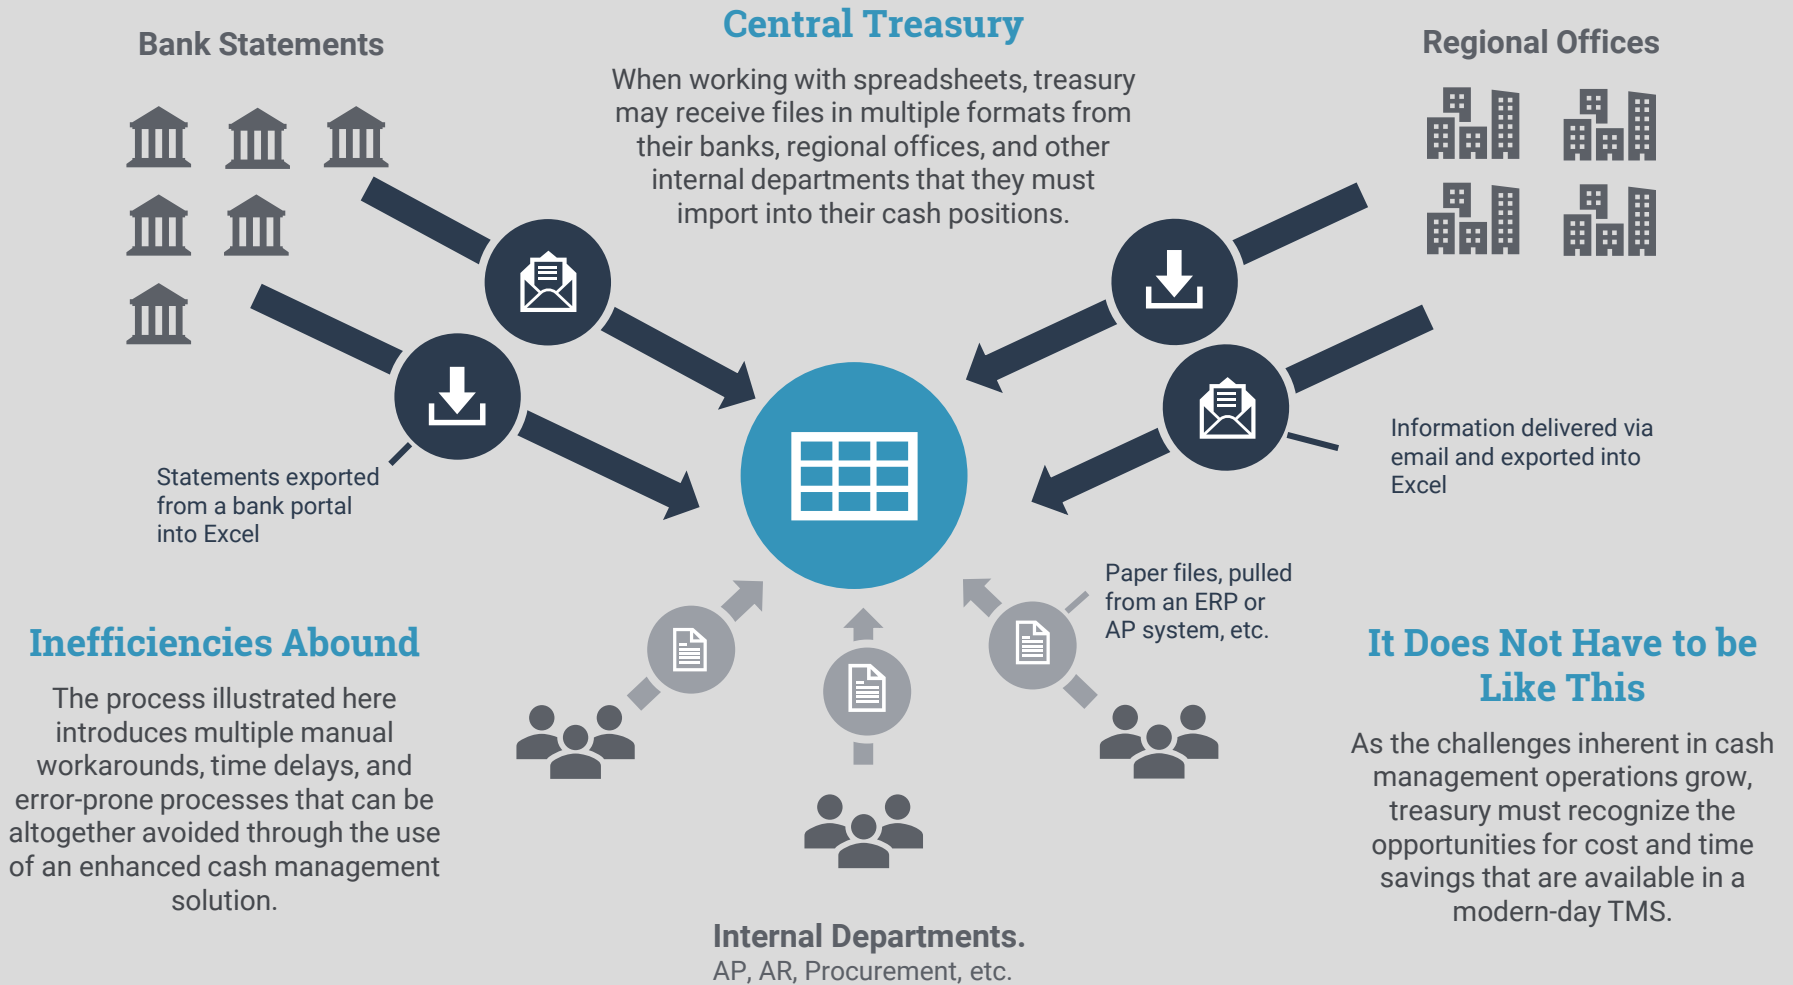 Bank Statements
Central Treasury
When working with spreadsheets, treasury
may receive files in multiple formats from
their banks, regional offices, and other
internal departments that they must
import into their cash positions.
Regional Offices
Statements exported
from a bank portal
into Excel
Information delivered via
email and exported into
Excel
Paper files, pulled
from an ERP or
AP system, etc.
Inefficiencies Abound
The process illustrated here
introduces multiple manual
workarounds, time delays, and
error-prone processes that can be
altogether avoided through the use
of an enhanced cash management
solution.
It Does Not Have to be
Like This
As the challenges inherent in cash
management operations grow,
treasury must recognize the
opportunities for cost and time
savings that are available in a
modern-day TMS.
Internal Departments.
AP, AR, Procurement, etc.